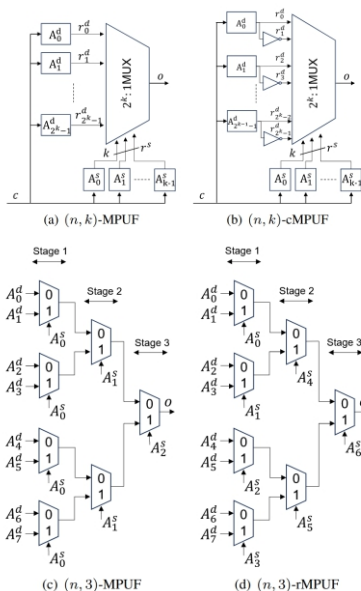 A_0^d r_0^d
A_1^d r_1^d
A_{2^k-1}^d r_{2^k-1}^d
2^k: 1MUX
o
k r^s
A_0^s A_1^s A_{k-1}^s
c
(a) (n, k)-MPUF
A_0^d r_0^d
r_1^d
A_1^d r_2^d
r_3^d
A_{2^{k-1}-1}^d r_{2^k-2}^d
r_{2^k-1}^d
2^k: 1MUX
o
k r^s
A_0^s A_1^s A_{k-1}^s
c
(b) (n, k)-cMPUF
Stage 1
Stage 2
Stage 3
A_0^d 0
A_1^d 1
A_0^s
A_2^d 0
A_3^d 1
A_0^s
A_4^d 0
A_5^d 1
A_0^s
A_6^d 0
A_7^d 1
A_0^s
0
1
A_1^s
0
1
A_1^s
0 o
1
A_2^s
(c) (n, 3)-MPUF
Stage 1
Stage 2
Stage 3
A_0^d 0
A_1^d 1
A_0^s
A_2^d 0
A_3^d 1
A_1^s
A_4^d 0
A_5^d 1
A_2^s
A_6^d 0
A_7^d 1
A_3^s
0
1
A_4^s
0
1
A_5^s
0
1
A_6^s
(d) (n, 3)-rMPUF